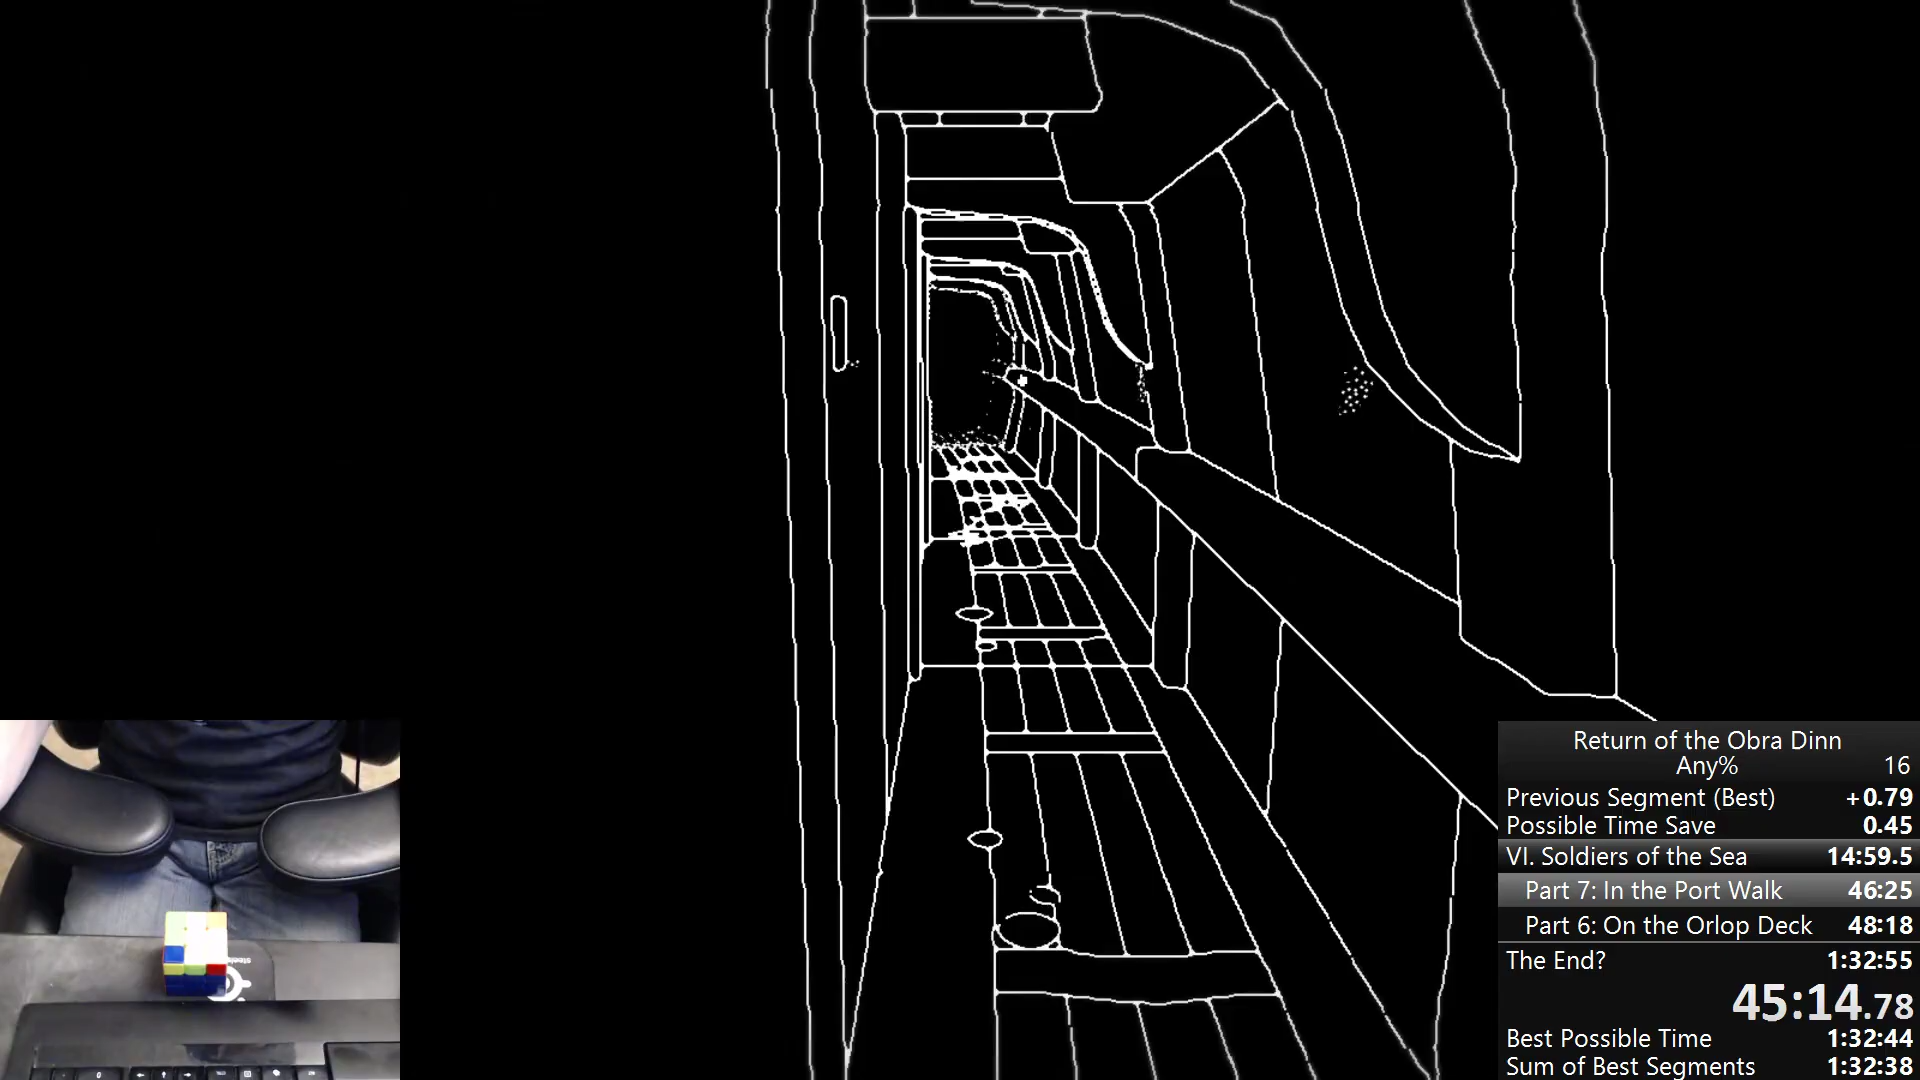 Return of the Obra Dinn
Any% 16
Previous Segment (Best) +0.79
Possible Time Save 0.45
VI. Soldiers of the Sea 14:59.5
Part 7: In the Port Walk 46:25
Part 6: On the Orlop Deck 48:18
The End? 1:32:55
45:14.78
Best Possible Time 1:32:44
Sum of Best Segments 1:32:38